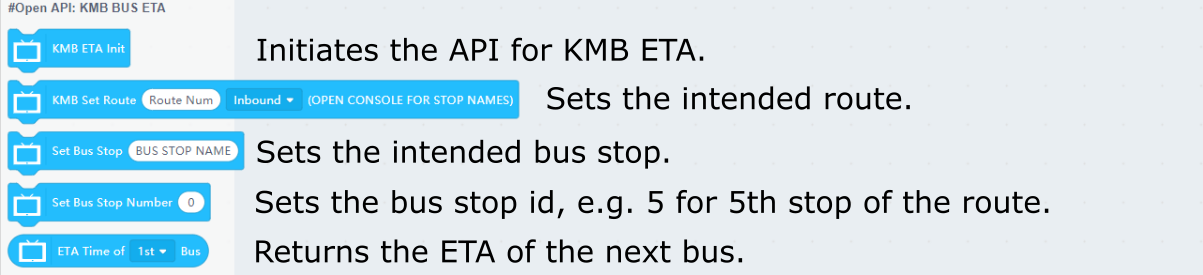 #Open API: KMB BUS ETA
KMB ETA Init Initiates the API for KMB ETA.
KMB Set Route Route Num Inbound (OPEN CONSOLE FOR STOP NAMES) Sets the intended route.
Set Bus Stop BUS STOP NAME Sets the intended bus stop.
Set Bus Stop Number 0 Sets the bus stop id, e.g. 5 for 5th stop of the route.
ETA Time of 1st Bus Returns the ETA of the next bus.